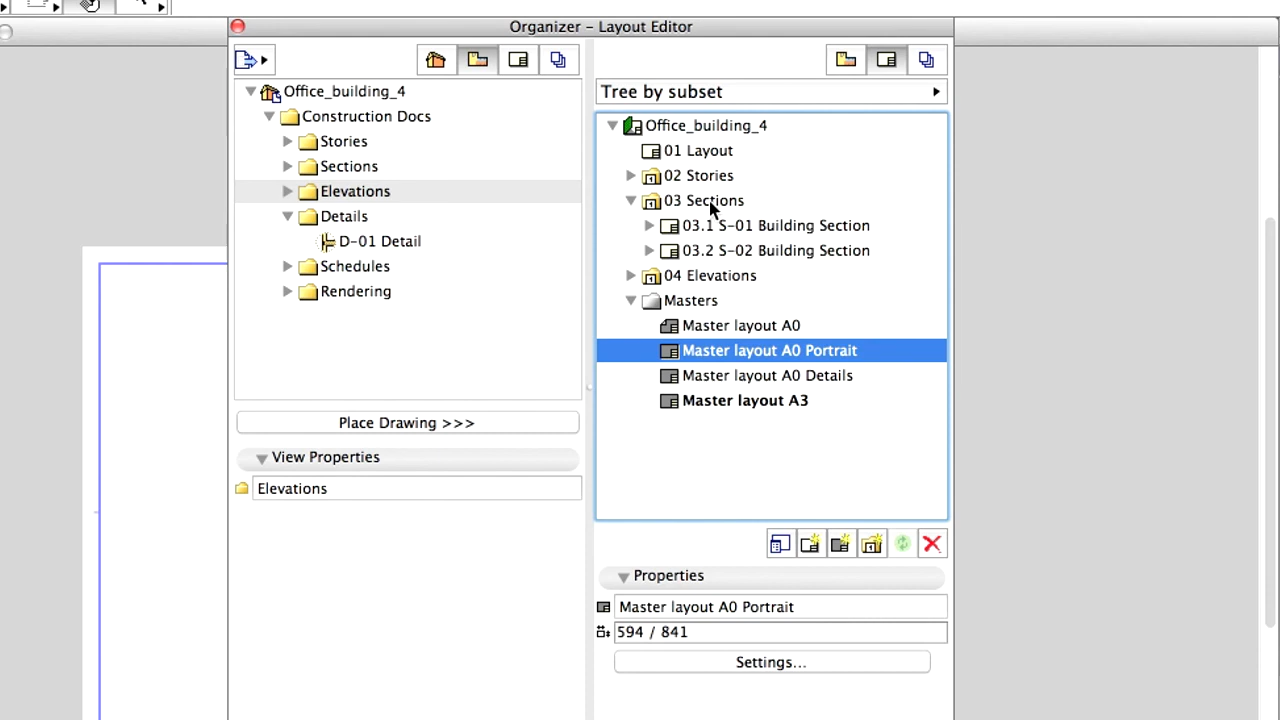 Organizer - Layout Editor
Office_building_4
Construction Docs
Stories
Sections
Elevations
Details
D-01 Detail
Schedules
Rendering
Place Drawing >>>
View Properties
Elevations
Tree by subset
Office_building_4
01 Layout
02 Stories
03 Sections
03.1 S-01 Building Section
03.2 S-02 Building Section
04 Elevations
Masters
Master layout A0
Master layout A0 Portrait
Master layout A0 Details
Master layout A3
Properties
Master layout A0 Portrait
594 / 841
Settings...